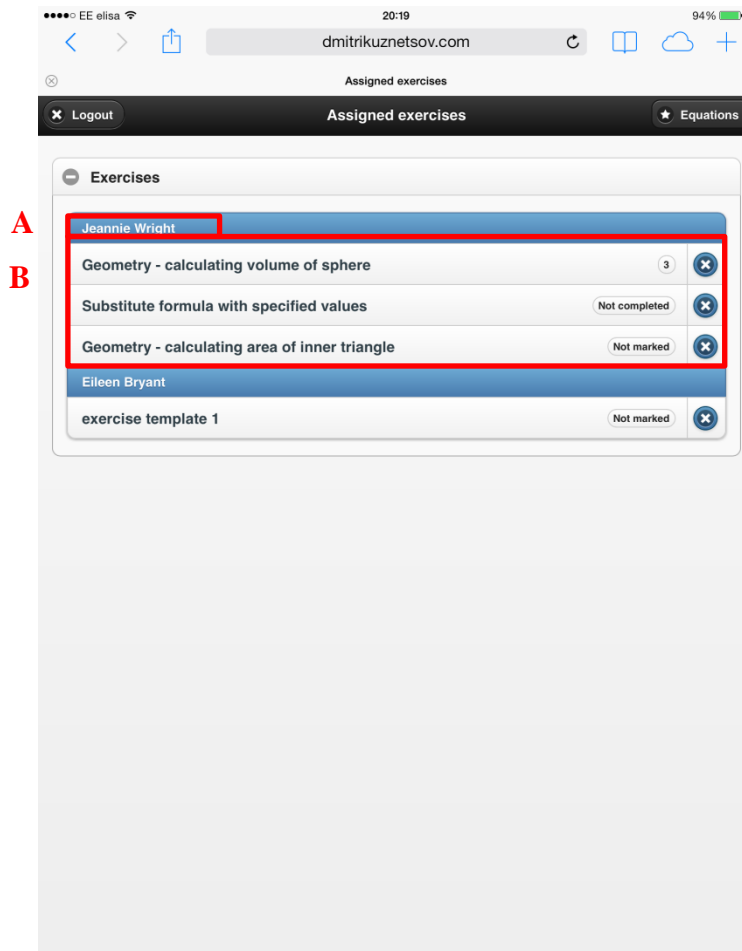 EE elisa 20:19 94%
dmitrikuznetsov.com
Assigned exercises
Logout Assigned exercises Equations
Exercises
A Jeannie Wright
B Geometry - calculating volume of sphere 3
Substitute formula with specified values Not completed
Geometry - calculating area of inner triangle Not marked
Eileen Bryant
exercise template 1 Not marked